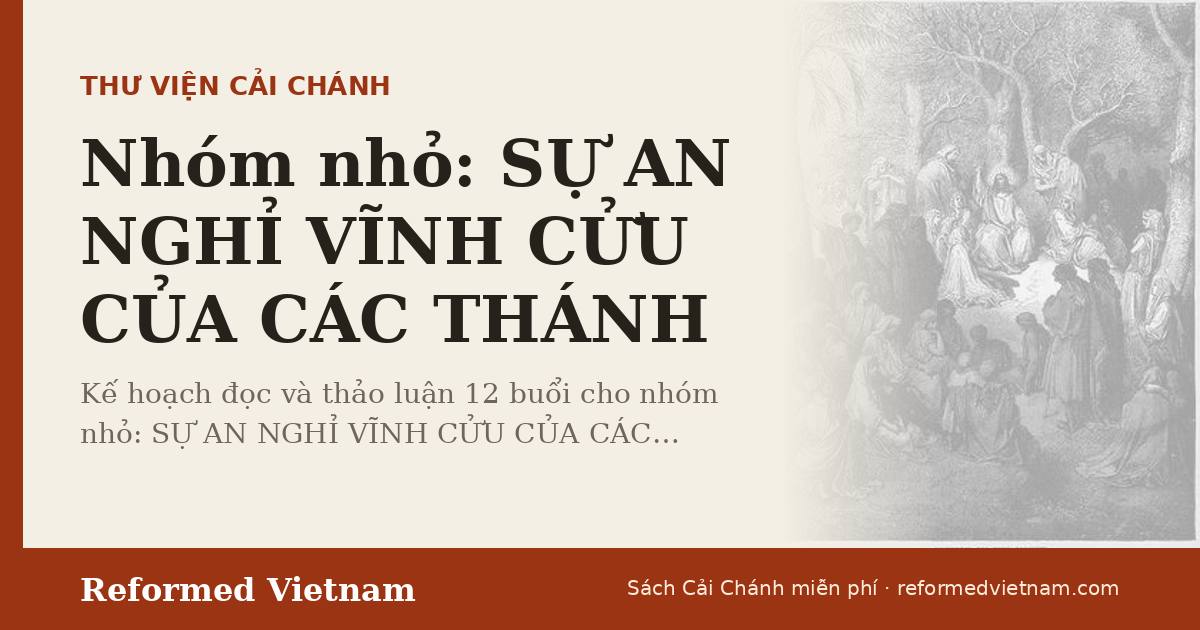 THƯ VIỆN CẢI CHÁNH
Nhóm nhỏ: SỰ AN
NGHỈ VĨNH CỬU
CỦA CÁC THÁNH
Kế hoạch đọc và thảo luận 12 buổi cho nhóm
nhỏ: SỰ AN NGHỈ VĨNH CỬU CỦA CÁC...
Reformed Vietnam
Sách Cải Chánh miễn phí · reformedvietnam.com